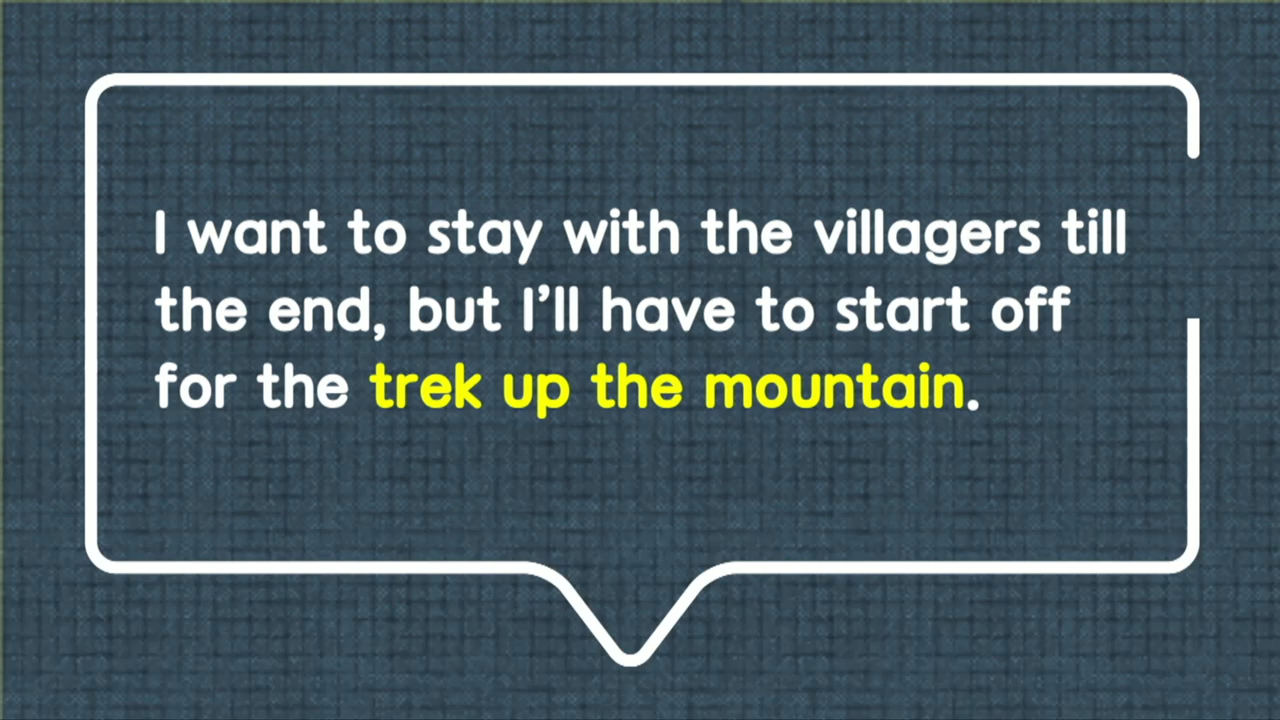 I want to stay with the villagers till
the end, but I'll have to start off
for the trek up the mountain.